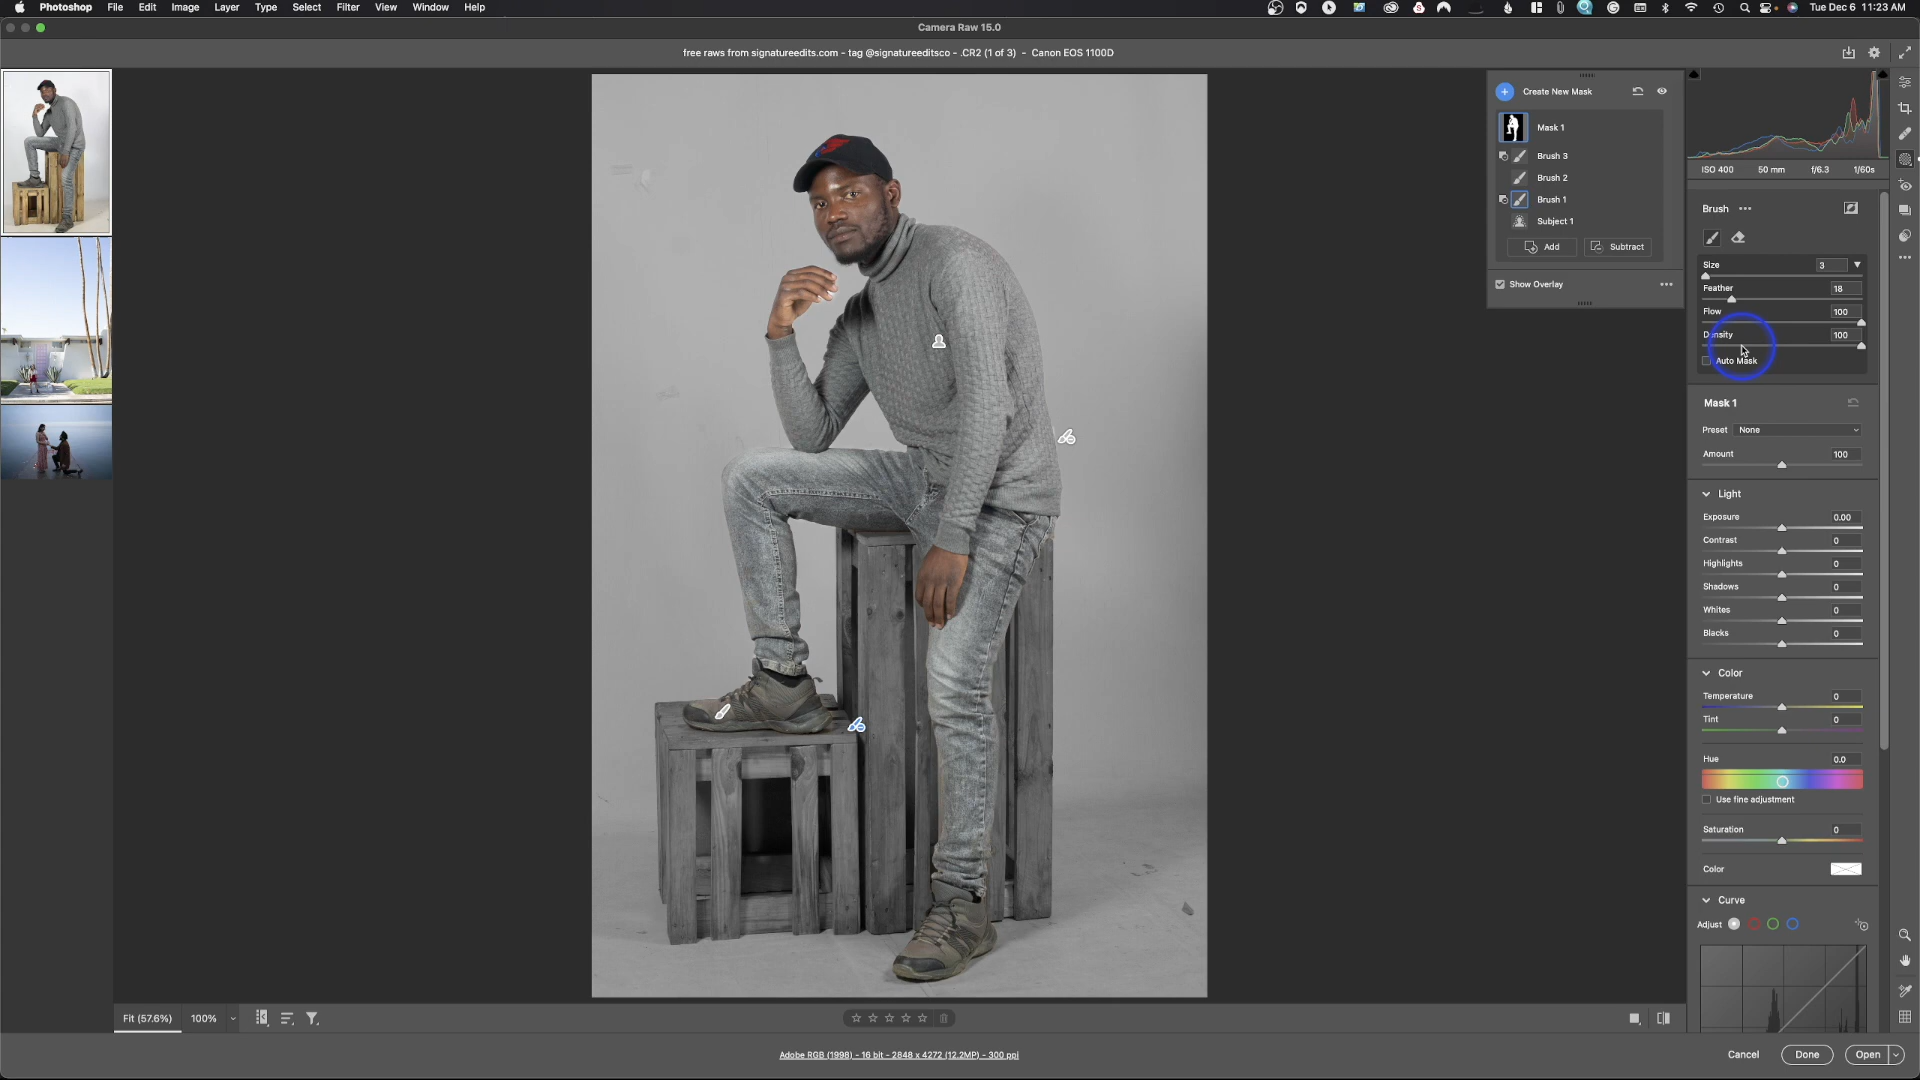 Photoshop File Edit Image Layer Type Select Filter View Window Help Tue Dec 6 11:23 AM
Camera Raw 15.0
free raws from signatureedits.com - tag @signatureeditsco - .CR2 (1 of 3) - Canon EOS 1100D
Create New Mask
Mask 1
Brush 3
Brush 2
Brush 1
Subject 1
Add Subtract
Show Overlay
ISO 400 50 mm f/6.3 1/60s
Brush
Size 3
Feather 18
Flow 100
Density 100
Auto Mask
Mask 1
Preset None
Amount 100
Light
Exposure 0.00
Contrast 0
Highlights 0
Shadows 0
Whites 0
Blacks 0
Color
Temperature 0
Tint 0
Hue 0.0
Use fine adjustment
Saturation 0
Color
Curve
Adjust
Fit (57.6%) 100%
Adobe RGB (1998) - 16 bit - 2848 x 4272 (12.2MP) - 300 ppi
Cancel Done Open